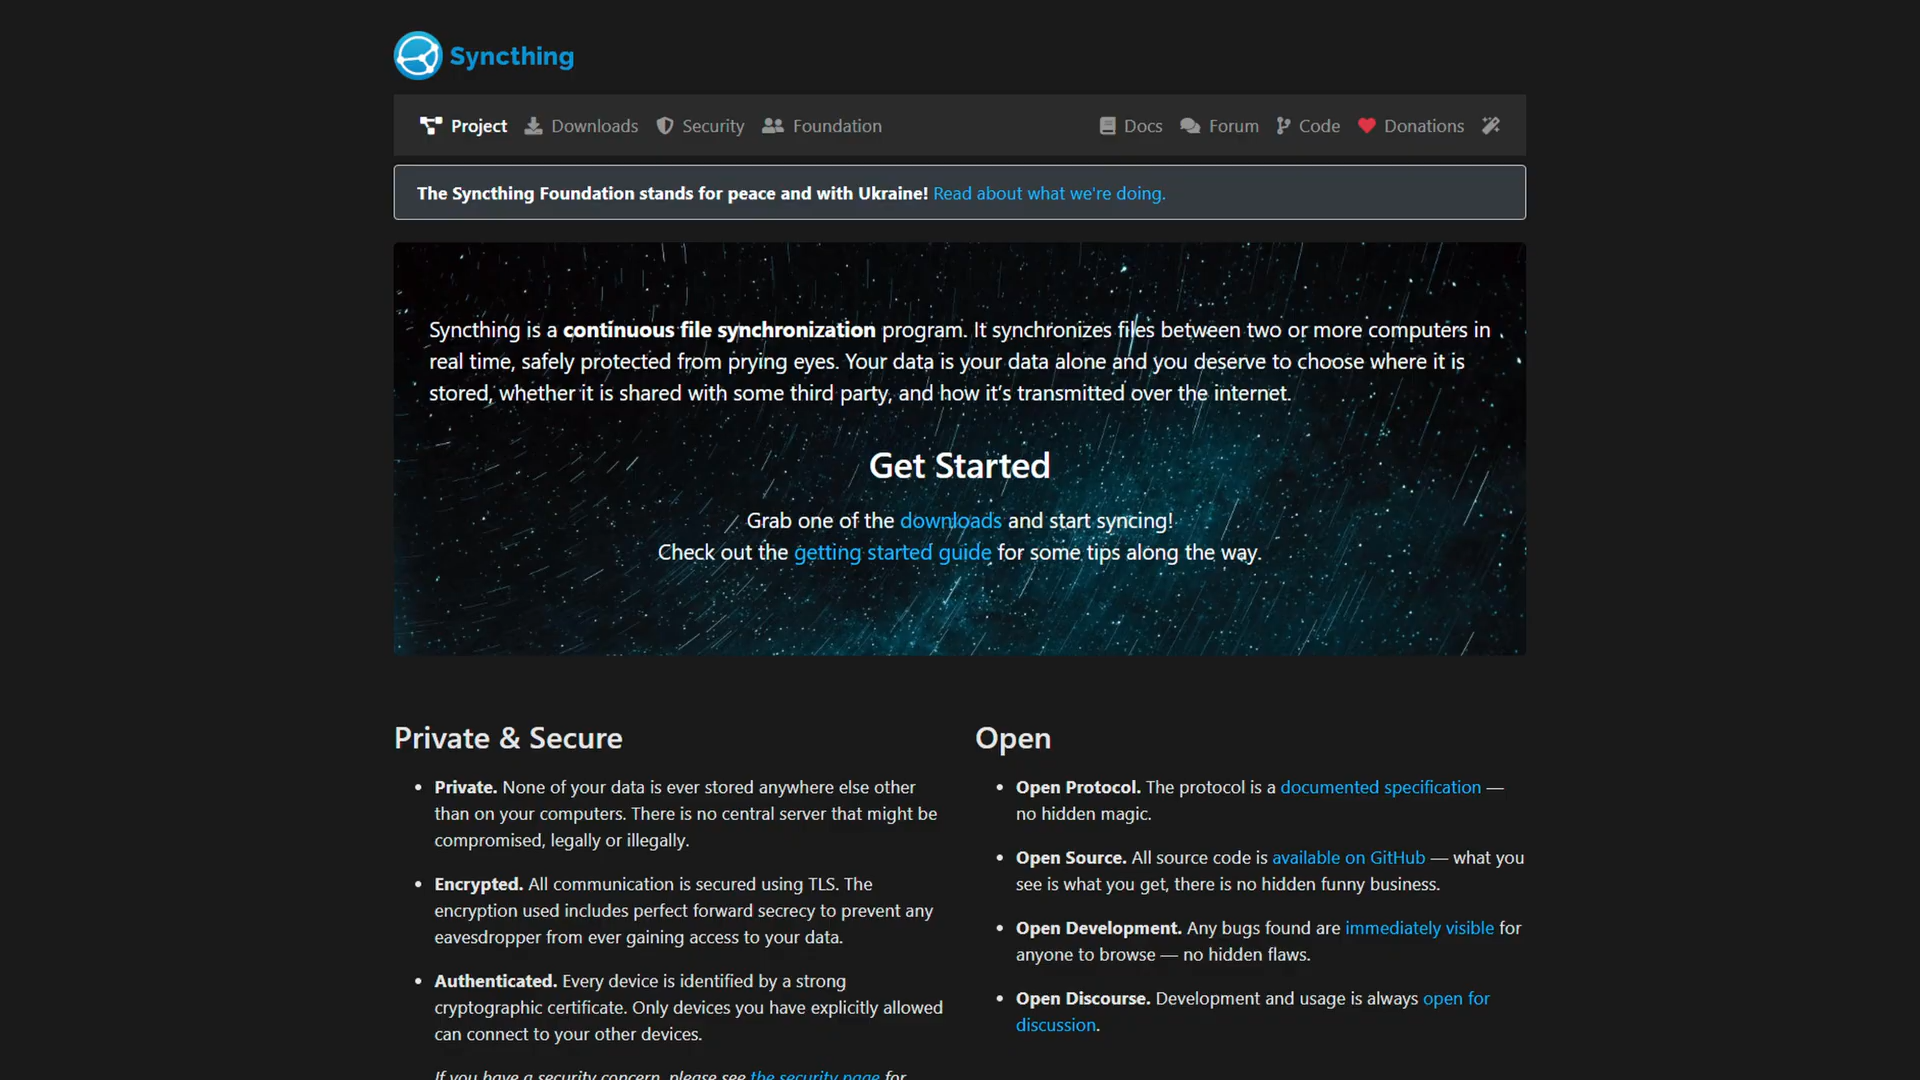 Syncthing
Project Downloads Security Foundation Docs Forum Code Donations
The Syncthing Foundation stands for peace and with Ukraine! Read about what we're doing.
Syncthing is a continuous file synchronization program. It synchronizes files between two or more computers in
real time, safely protected from prying eyes. Your data is your data alone and you deserve to choose where it is
stored, whether it is shared with some third party, and how it’s transmitted over the internet.
Get Started
Grab one of the downloads and start syncing!
Check out the getting started guide for some tips along the way.
Private & Secure
Private. None of your data is ever stored anywhere else other
than on your computers. There is no central server that might be
compromised, legally or illegally.
Encrypted. All communication is secured using TLS. The
encryption used includes perfect forward secrecy to prevent any
eavesdropper from ever gaining access to your data.
Authenticated. Every device is identified by a strong
cryptographic certificate. Only devices you have explicitly allowed
can connect to your other devices.
If you have a security concern, please see the security page for
Open
Open Protocol. The protocol is a documented specification —
no hidden magic.
Open Source. All source code is available on GitHub — what you
see is what you get, there is no hidden funny business.
Open Development. Any bugs found are immediately visible for
anyone to browse — no hidden flaws.
Open Discourse. Development and usage is always open for
discussion.